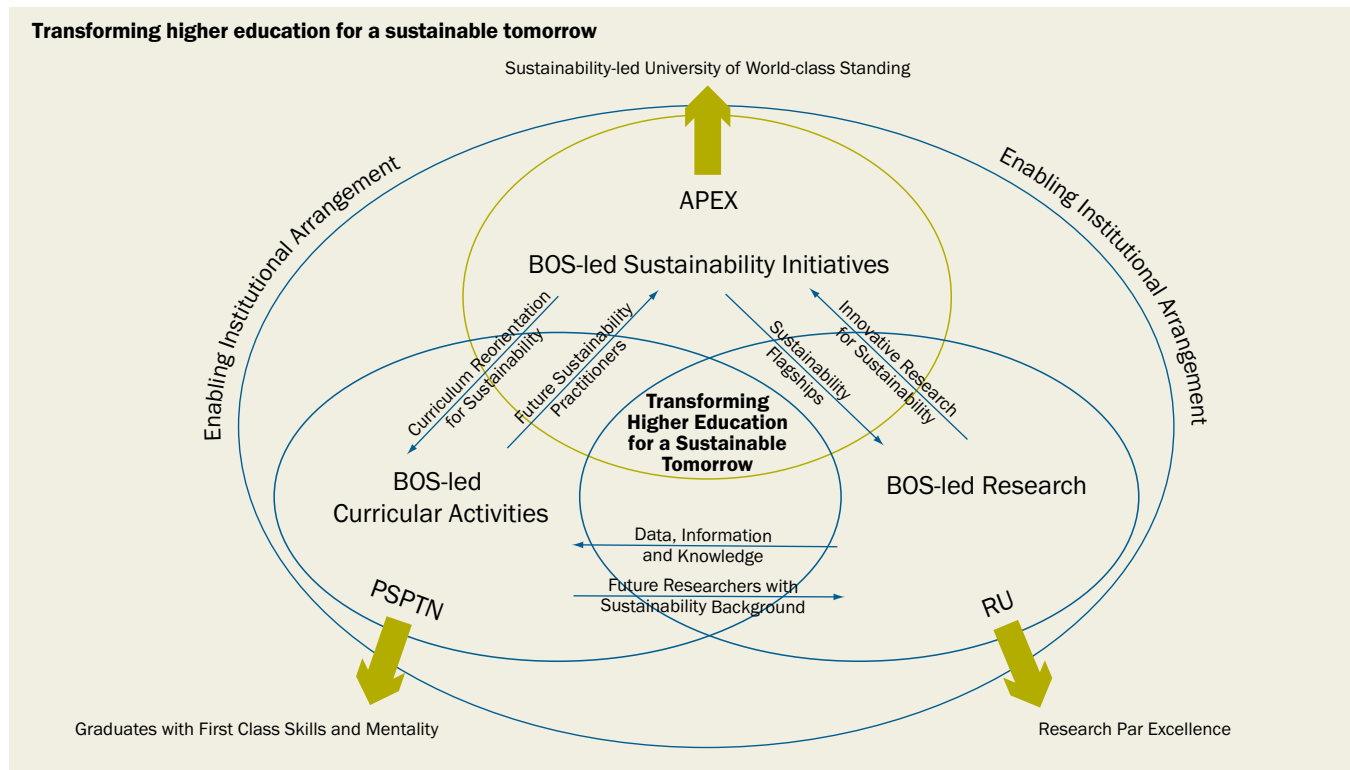 Transforming higher education for a sustainable tomorrow
Sustainability-led University of World-class Standing
Enabling Institutional Arrangement
Enabling Institutional Arrangement
APEX
BOS-led Sustainability Initiatives
Curriculum Reorientation
for Sustainability
Future Sustainability
Practitioners
Sustainability
Flagships
Innovative Research
for Sustainability
Transforming
Higher Education
for a Sustainable
Tomorrow
BOS-led
Curricular Activities
BOS-led Research
Data, Information
and Knowledge
Future Researchers with
Sustainability Background
PSPTN
RU
Graduates with First Class Skills and Mentality
Research Par Excellence